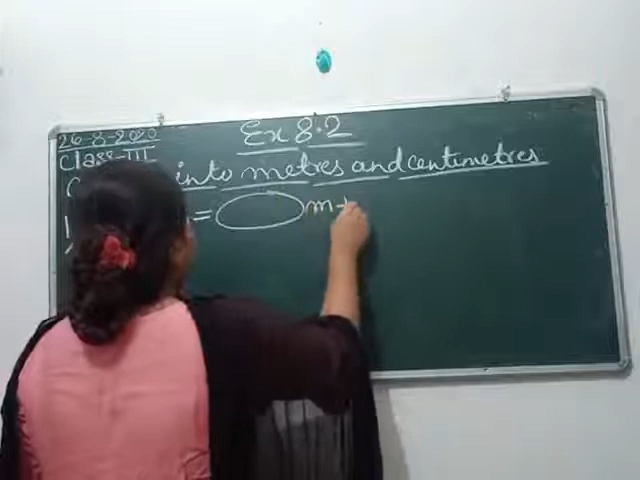 26-8-2020
Ex 8.2
Class-III
into metres and centimetres
= m +